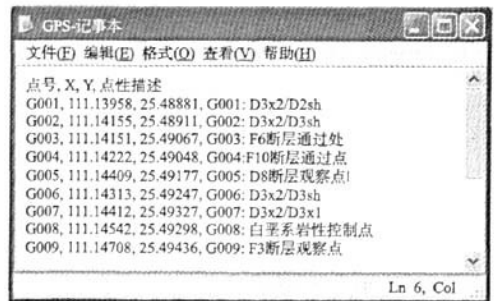 GPS-记事本
文件(F) 编辑(E) 格式(O) 查看(V) 帮助(H)
点号, X, Y, 点性描述
G001, 111.13958, 25.48881, G001: D3x2/D2sh
G002, 111.14155, 25.48911, G002: D3x2/D3sh
G003, 111.14151, 25.49067, G003: F6断层通过处
G004, 111.14222, 25.49048, G004:F10断层通过点
G005, 111.14409, 25.49177, G005: D8断层观察点
G006, 111.14313, 25.49247, G006: D3x2/D3sh
G007, 111.14412, 25.49327, G007: D3x2/D3x1
G008, 111.14542, 25.49298, G008: 白垩系岩性控制点
G009, 111.14708, 25.49436, G009: F3断层观察点
Ln 6, Col